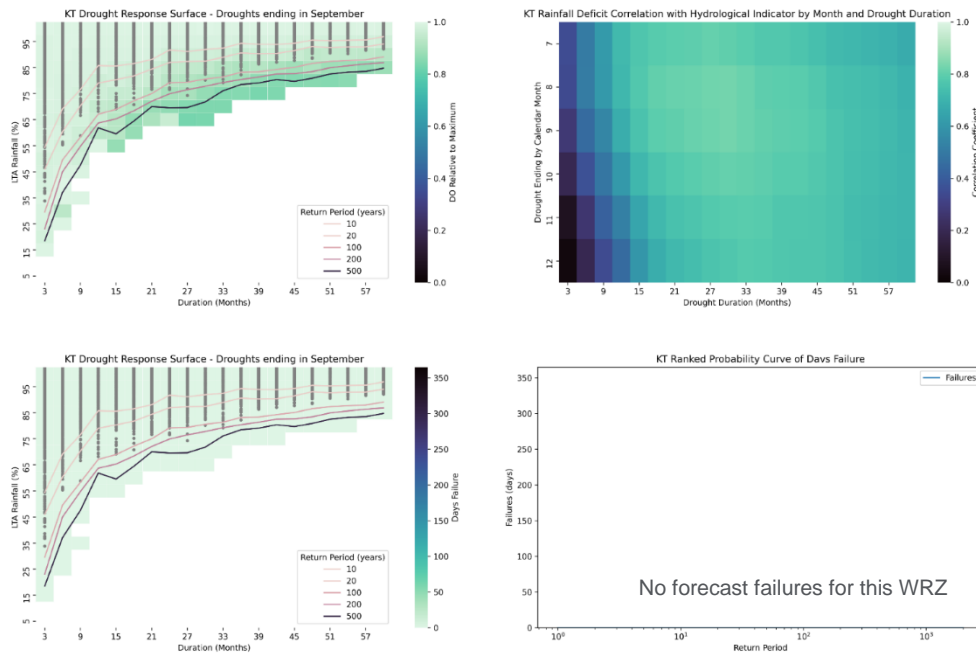 KT Drought Response Surface - Droughts ending in September
LTA Rainfall (%)
95
85
75
65
55
45
35
25
15
5
3 9 15 21 27 33 39 45 51 57
Duration (Months)
Return Period (years)
10
20
100
200
500
1.0
0.8
0.6
0.4
0.2
0.0
DO Relative to Maximum
KT Rainfall Deficit Correlation with Hydrological Indicator by Month and Drought Duration
Drought Ending by Calendar Month
7
8
9
10
11
12
3 9 15 21 27 33 39 45 51 57
Drought Duration (Months)
1.0
0.8
0.6
0.4
0.2
0.0
Correlation Coefficient
KT Drought Response Surface - Droughts ending in September
LTA Rainfall (%)
95
85
75
65
55
45
35
25
15
5
3 9 15 21 27 33 39 45 51 57
Duration (Months)
Return Period (years)
10
20
100
200
500
350
300
250
200
150
100
50
0
Days Failure
KT Ranked Probability Curve of Days Failure
Failures (days)
350
300
250
200
150
100
50
0
Failures
No forecast failures for this WRZ
10⁰ 10¹ 10² 10³
Return Period